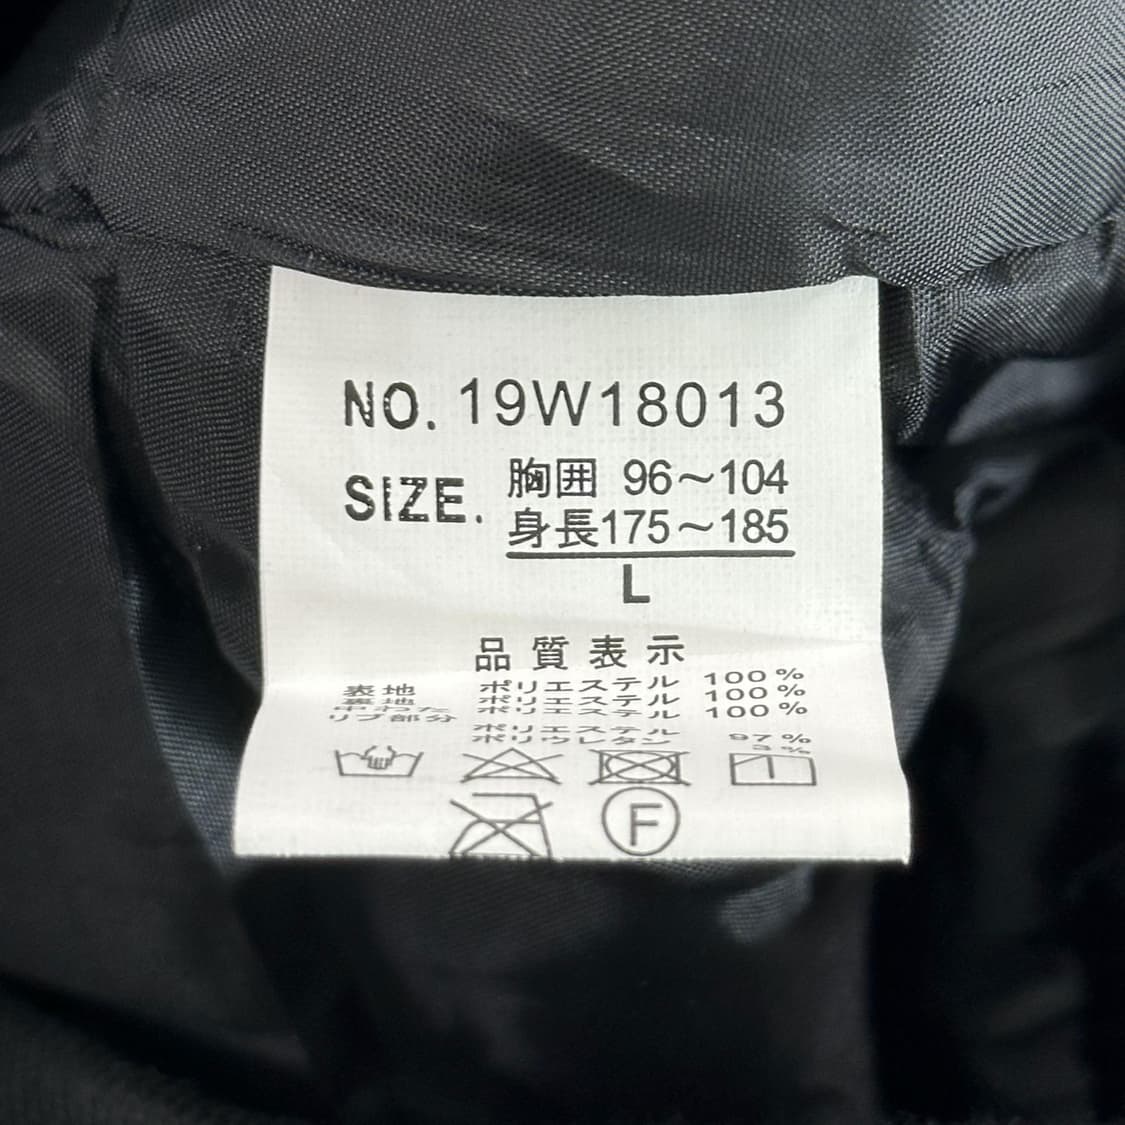 NO. 19W18013
SIZE. 胸囲 96～104
身長175～185
L
品質表示
表地 ポリエステル 100%
裏地 ポリエステル 100%
中わた ポリエステル 100%
リブ部分 ポリエステル 97%
ポリウレタン 3%
F